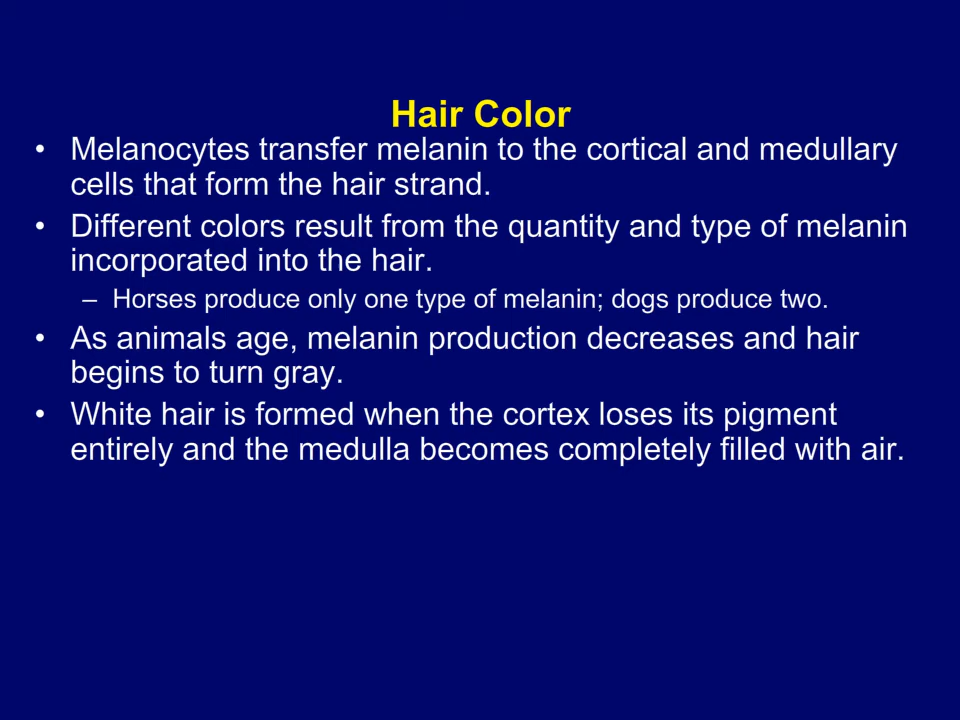 Hair Color
• Melanocytes transfer melanin to the cortical and medullary
cells that form the hair strand.
• Different colors result from the quantity and type of melanin
incorporated into the hair.
– Horses produce only one type of melanin; dogs produce two.
• As animals age, melanin production decreases and hair
begins to turn gray.
• White hair is formed when the cortex loses its pigment
entirely and the medulla becomes completely filled with air.